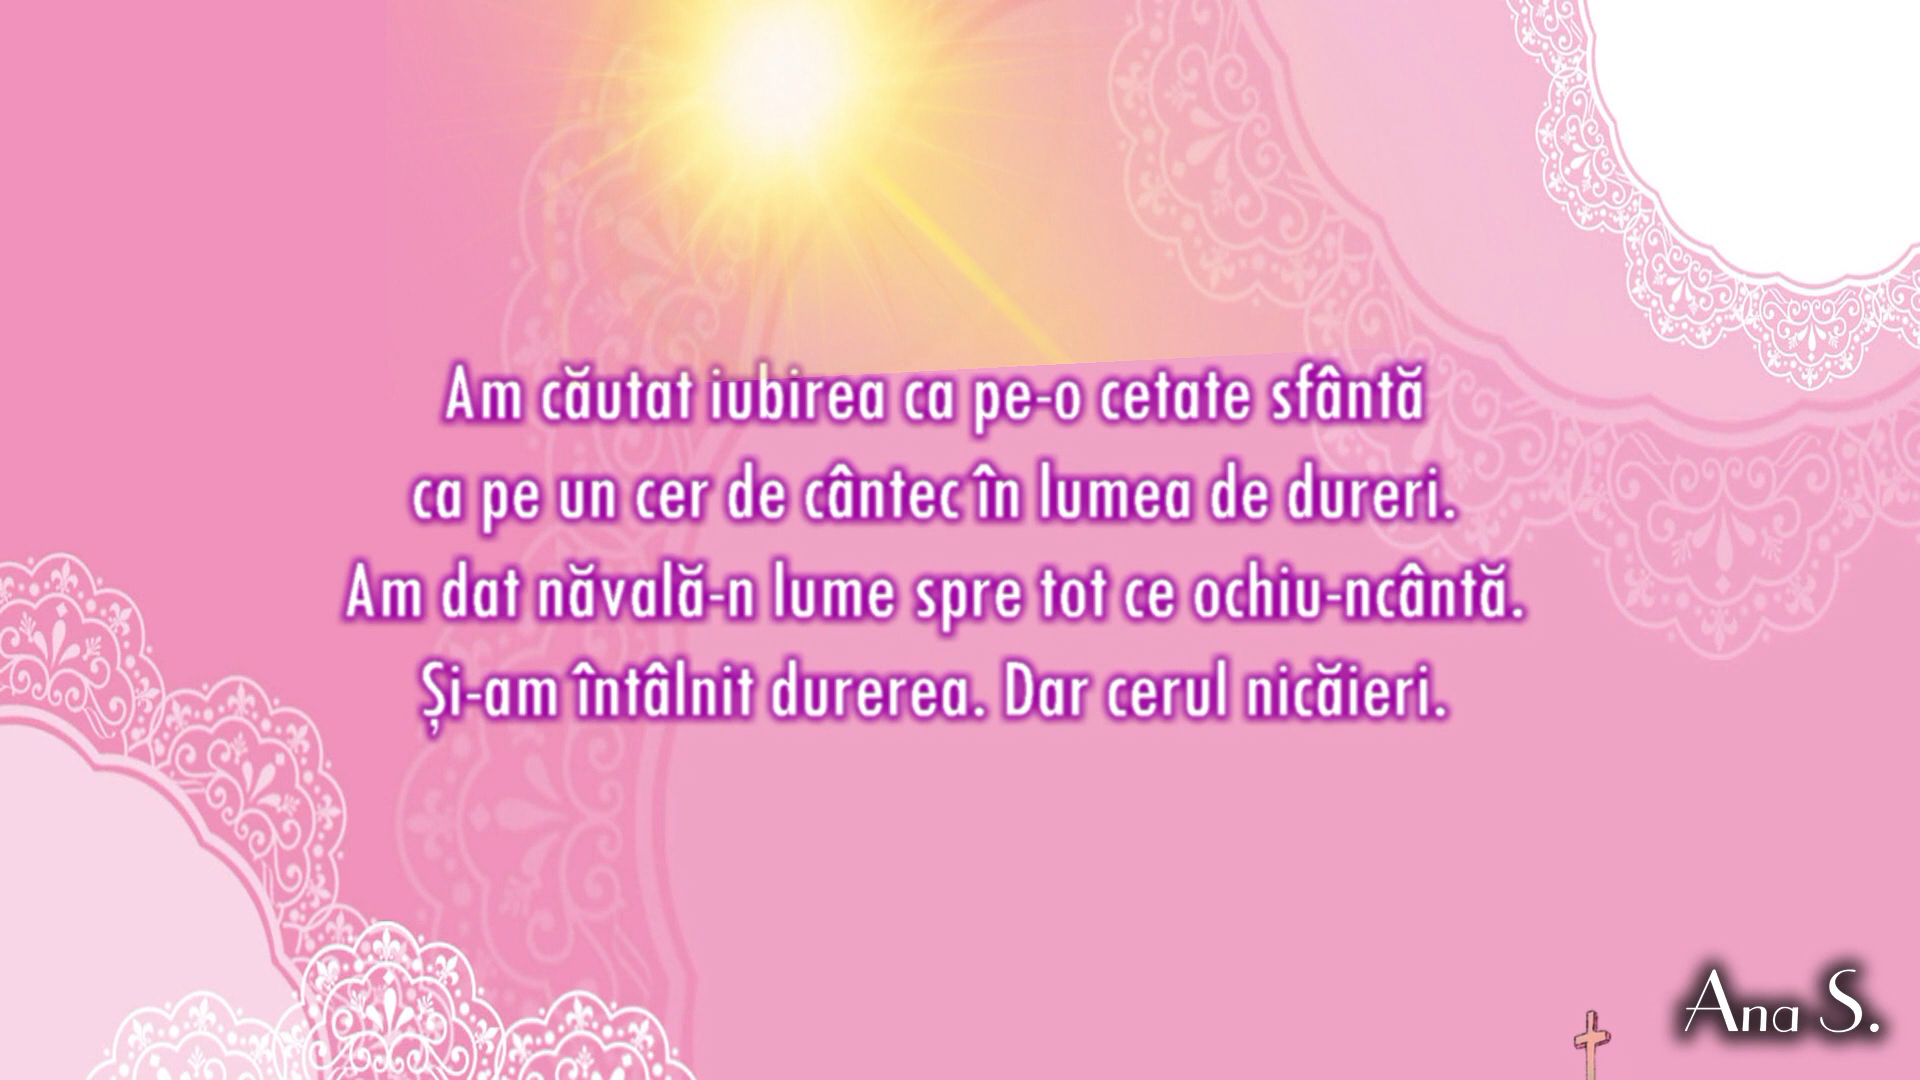 Am căutat iubirea ca pe-o cetate sfântă
ca pe un cer de cântec în lumea de dureri.
Am dat năvală-n lume spre tot ce ochiu-ncântă.
Și-am întâlnit durerea. Dar cerul nicăieri.
Ana S.